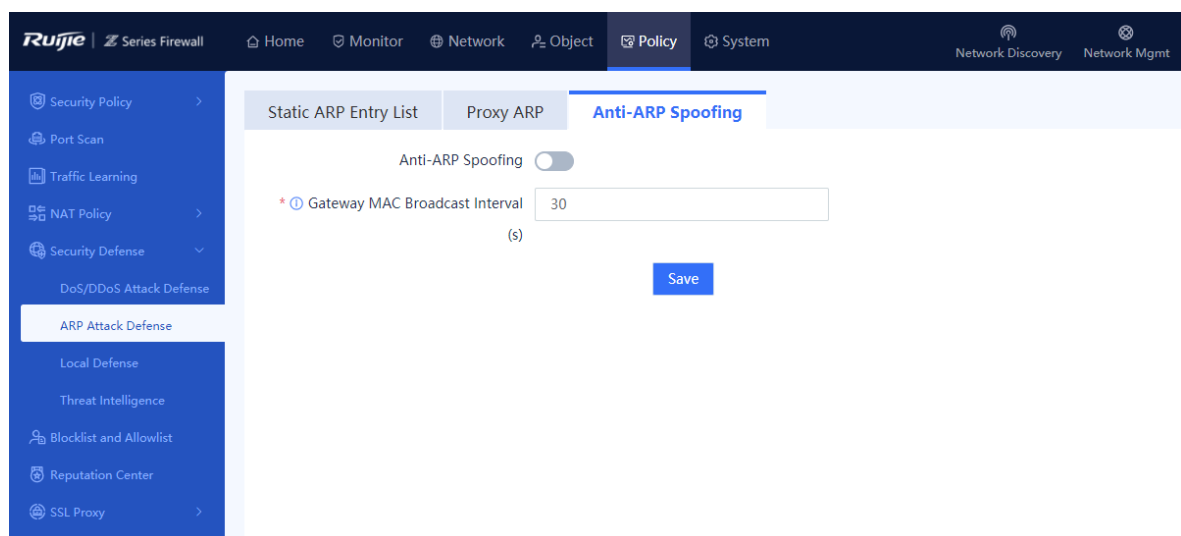 Ruijie | Z Series Firewall
Home Monitor Network Object Policy System Network Discovery Network Mgmt
Security Policy
Port Scan
Traffic Learning
NAT Policy
Security Defense
DoS/DDoS Attack Defense
ARP Attack Defense
Local Defense
Threat Intelligence
Blocklist and Allowlist
Reputation Center
SSL Proxy
Static ARP Entry List Proxy ARP Anti-ARP Spoofing
Anti-ARP Spoofing
* Gateway MAC Broadcast Interval 30
(s)
Save